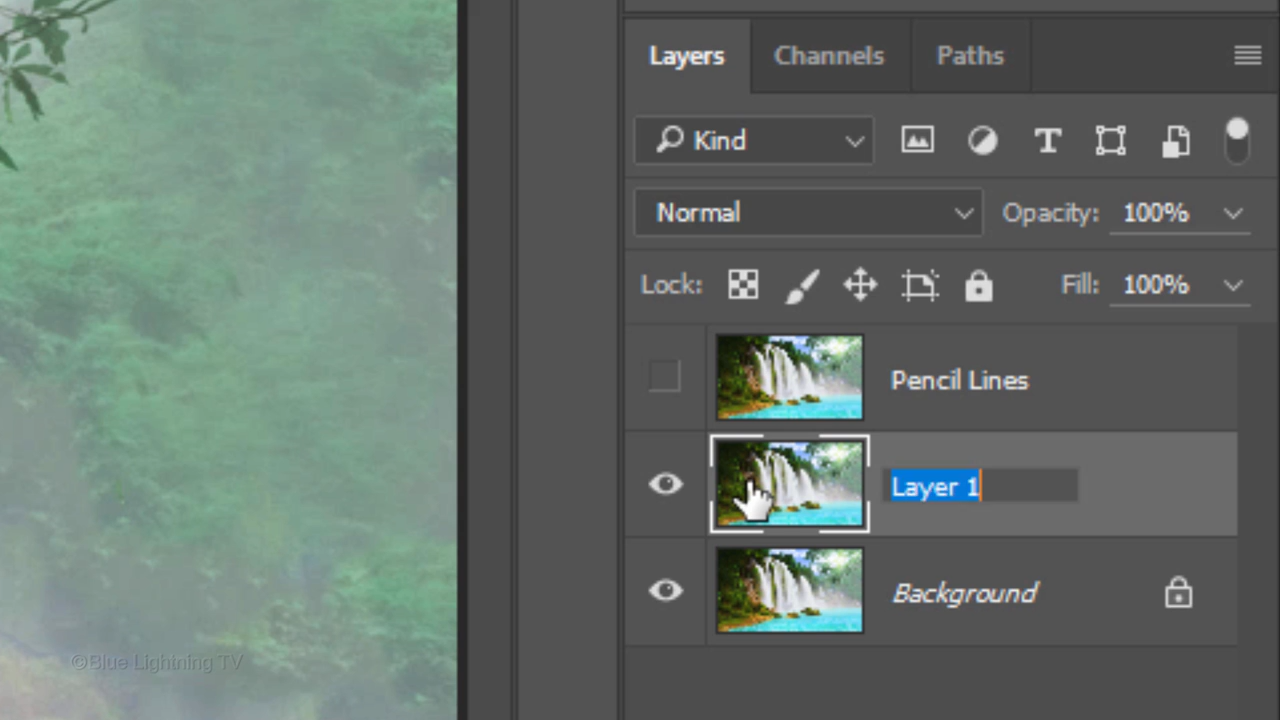 Layers Channels Paths
Kind T
Normal Opacity: 100%
Lock: Fill: 100%
Pencil Lines
Layer 1
Background
©Blue Lightning TV